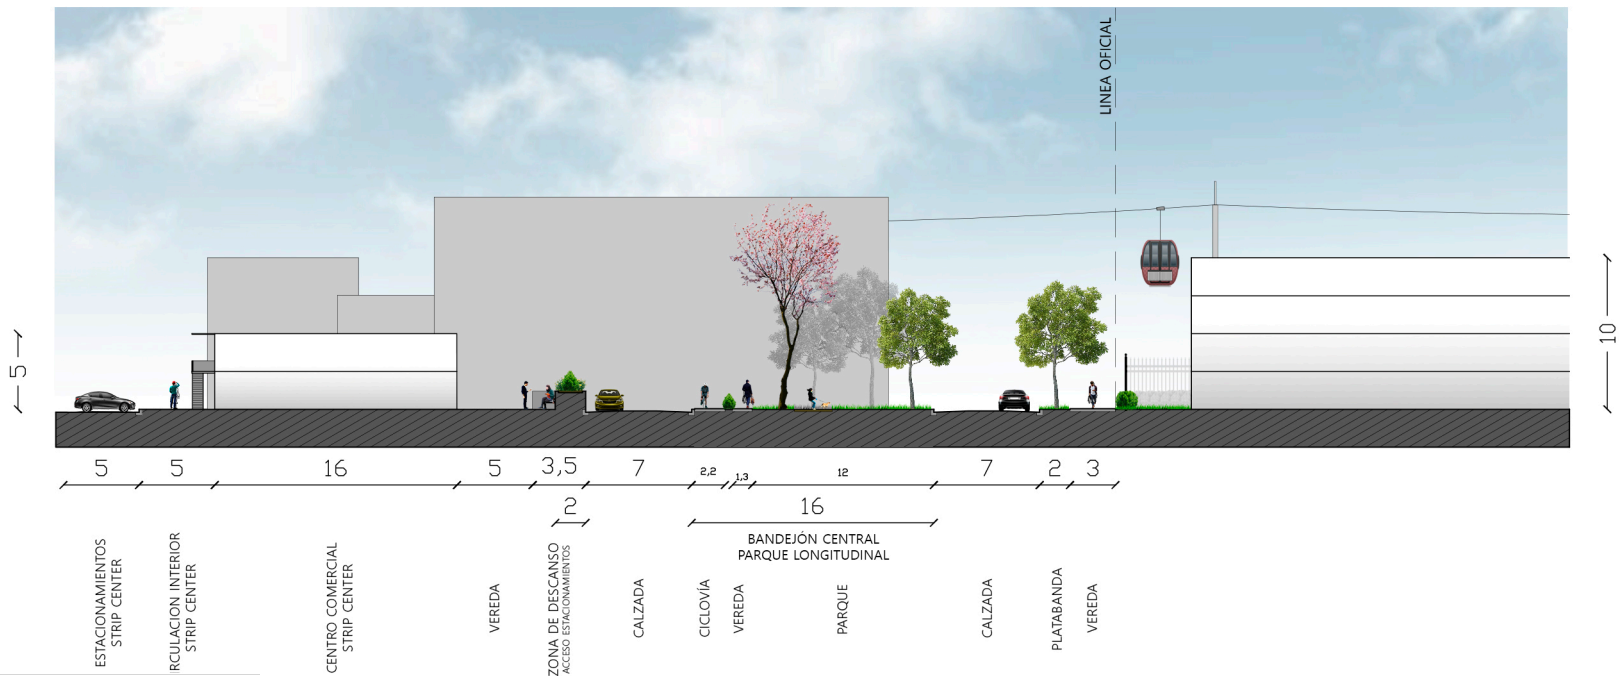 LINEA OFICIAL
5
10
5
5
16
5
3,5
7
2,2
1,3
12
7
2
3
2
16
BANDEJÓN CENTRAL
PARQUE LONGITUDINAL
ESTACIONAMIENTOS
STRIP CENTER
IRCULACION INTERIOR
STRIP CENTER
CENTRO COMERCIAL
STRIP CENTER
VEREDA
ZONA DE DESCANSO
ACCESO ESTACIONAMIENTOS
CALZADA
CICLOVÍA
VEREDA
PARQUE
CALZADA
PLATABANDA
VEREDA